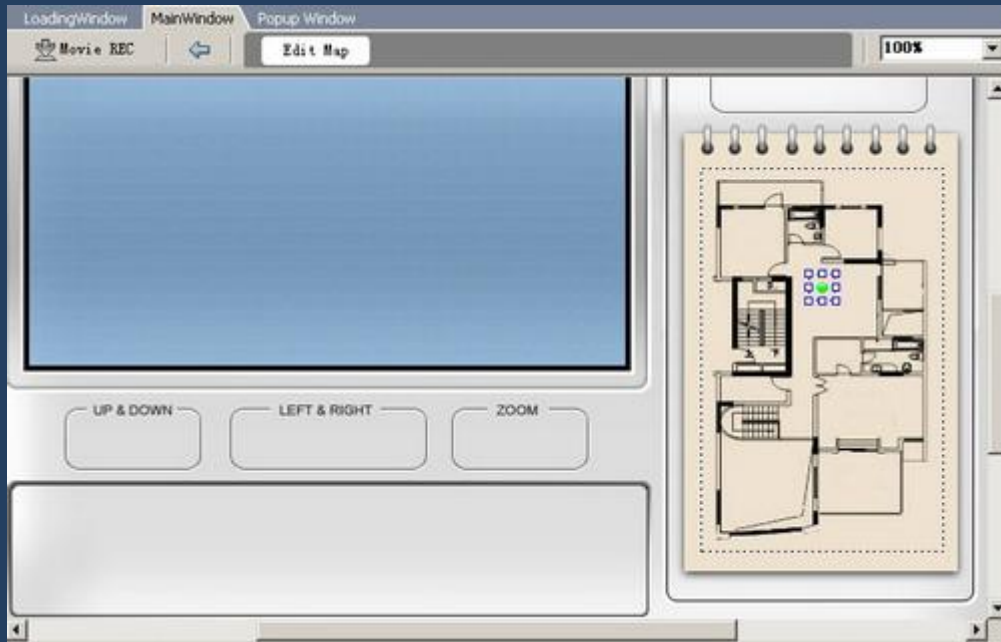 LoadingWindow MainWindow Popup Window
Movie REC Edit Map 100%
UP & DOWN LEFT & RIGHT ZOOM